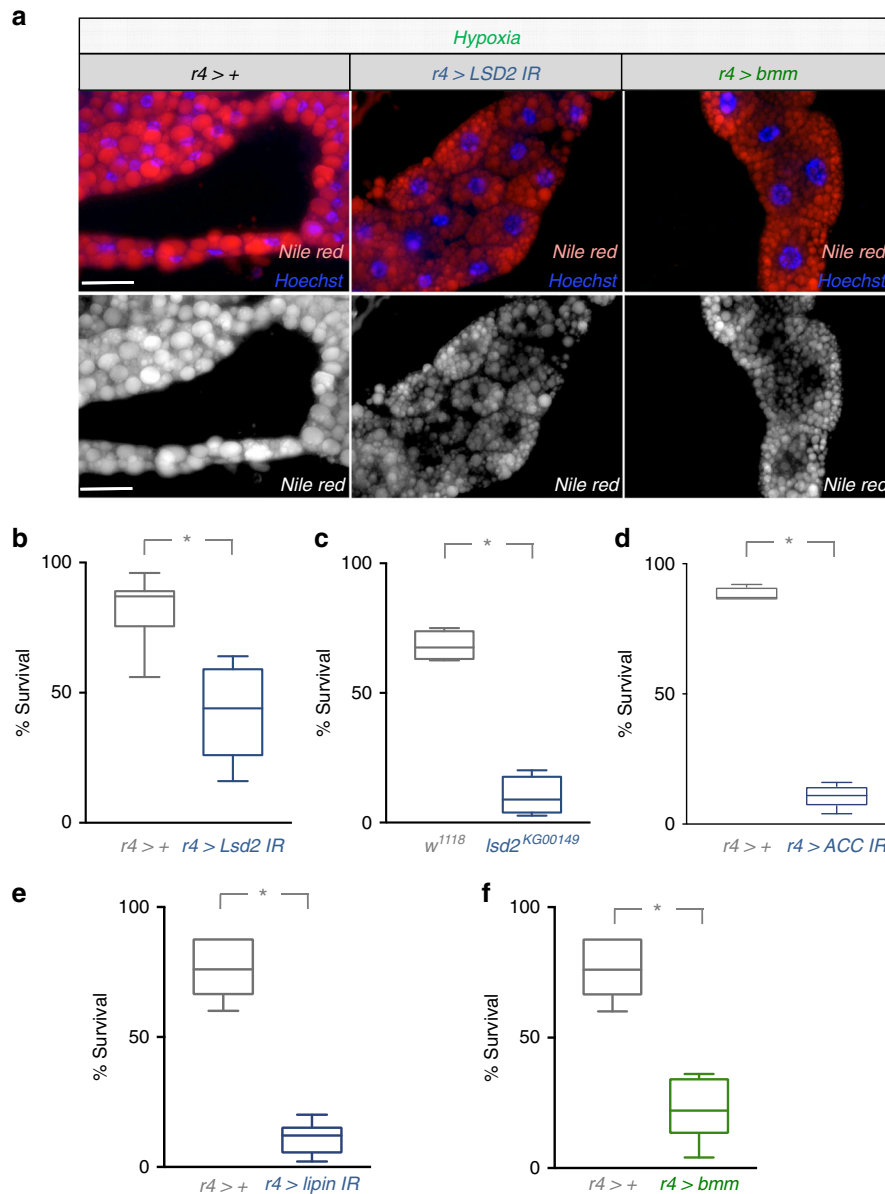 a
Hypoxia
r4 > + r4 > LSD2 IR r4 > bmm
Nile red Nile red Nile red
Hoechst Hoechst Hoechst
Nile red Nile red Nile red
b c d
* * *
100 100 100
50 50 50
0 0 0
% Survival % Survival % Survival
r4 > + r4 > Lsd2 IR w1118 lsd2KG00149 r4 > + r4 > ACC IR
e f
* *
100 100
50 50
0 0
% Survival % Survival
r4 > + r4 > lipin IR r4 > + r4 > bmm